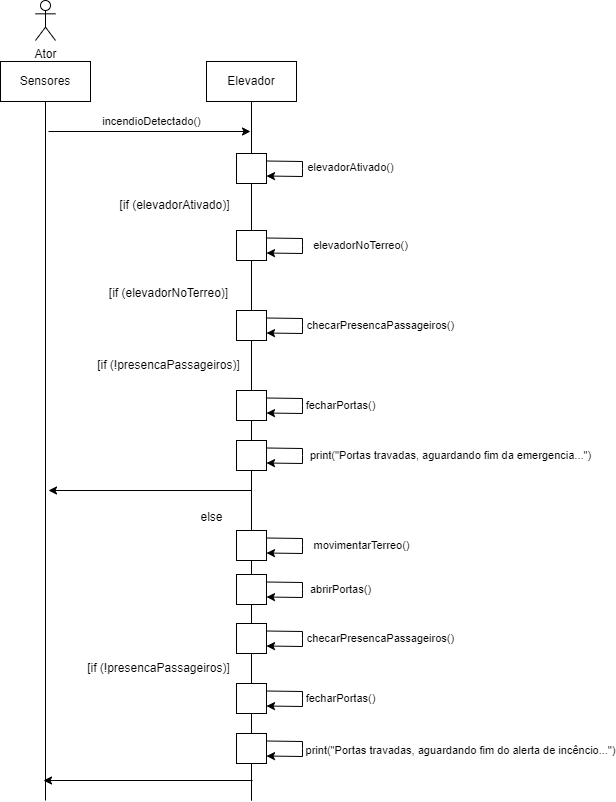 Ator
Sensores
Elevador
incendioDetectado()
elevadorAtivado()
[if (elevadorAtivado)]
elevadorNoTerreo()
[if (elevadorNoTerreo)]
checarPresencaPassageiros()
[if (!presencaPassageiros)]
fecharPortas()
print("Portas travadas, aguardando fim da emergencia...")
else
movimentarTerreo()
abrirPortas()
checarPresencaPassageiros()
[if (!presencaPassageiros)]
fecharPortas()
print("Portas travadas, aguardando fim do alerta de incêncio...")